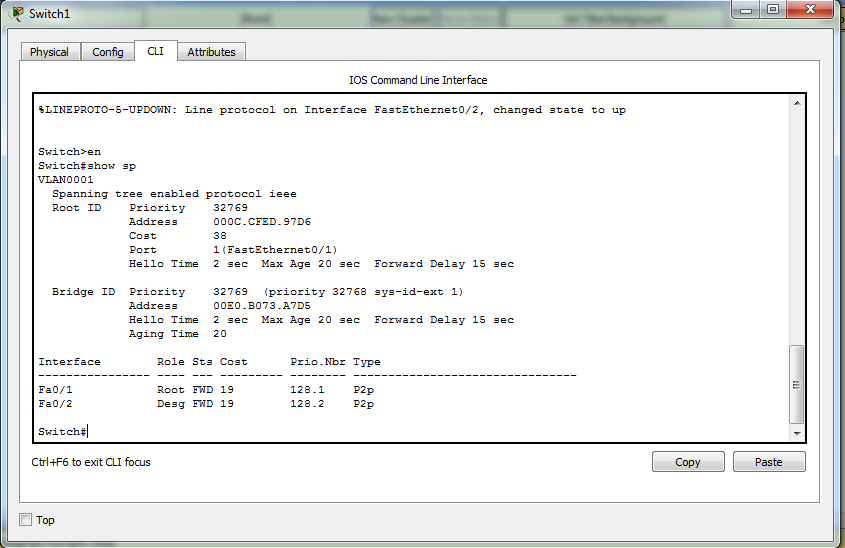 Switch1
Physical Config CLI Attributes
IOS Command Line Interface
%LINEPROTO-5-UPDOWN: Line protocol on Interface FastEthernet0/2, changed state to up
Switch>en
Switch#show sp
VLAN0001
Spanning tree enabled protocol ieee
Root ID Priority 32769
Address 000C.CFED.97D6
Cost 38
Port 1(FastEthernet0/1)
Hello Time 2 sec Max Age 20 sec Forward Delay 15 sec
Bridge ID Priority 32769 (priority 32768 sys-id-ext 1)
Address 00E0.B073.A7D5
Hello Time 2 sec Max Age 20 sec Forward Delay 15 sec
Aging Time 20
Interface Role Sts Cost Prio.Nbr Type
---------------- ---- --- --------- -------- --------------------------------
Fa0/1 Root FWD 19 128.1 P2p
Fa0/2 Desg FWD 19 128.2 P2p
Switch#
Ctrl+F6 to exit CLI focus
Copy Paste
Top